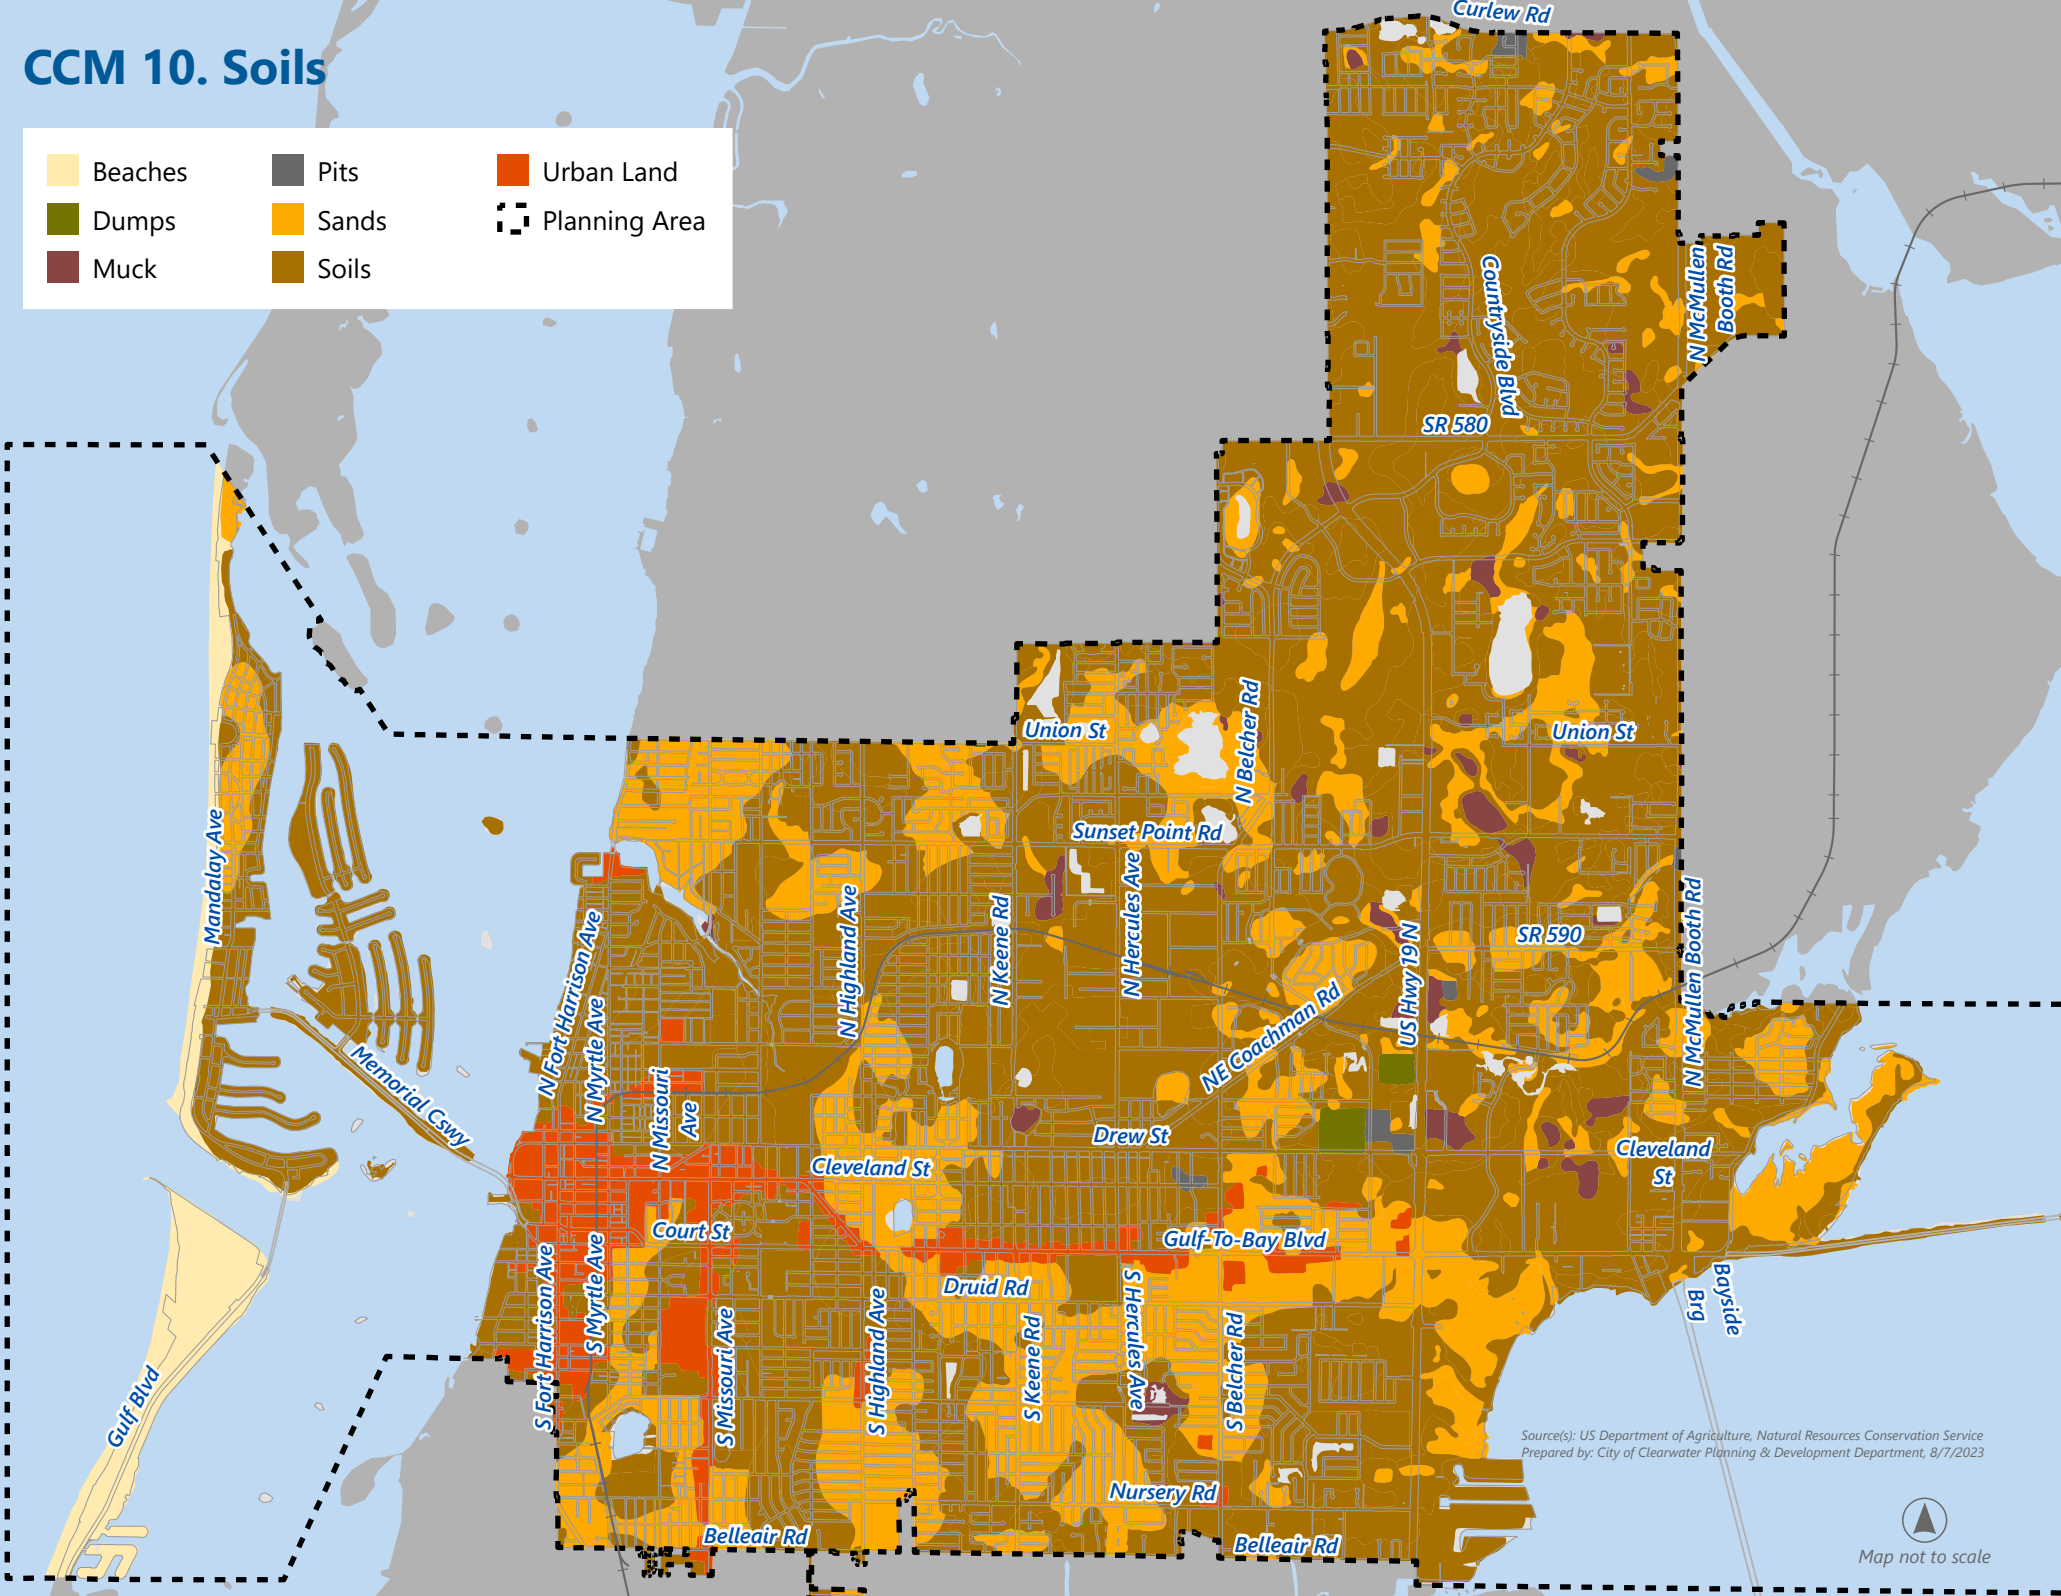 Curlew Rd
CCM 10. Soils
Beaches
Pits
Urban Land
Dumps
Sands
Planning Area
Muck
Soils
N McMullen
Booth Rd
Countryside Blvd
SR 580
Union St
N Belcher Rd
Union St
Mandalay Ave
Sunset Point Rd
N Highland Ave
N Keene Rd
N Hercules Ave
N Fort Harrison Ave
N Myrtle Ave
US Hwy 19 N
SR 590
N McMullen Booth Rd
NE Coachman Rd
Memorial Cswy
N Missouri
Ave
Drew St
Cleveland St
Cleveland
St
Court St
Gulf-To-Bay Blvd
Druid Rd
S Fort Harrison Ave
S Myrtle Ave
S Missouri Ave
S Highland Ave
S Keene Rd
S Hercules Ave
S Belcher Rd
Bayside
Brg
Gulf Blvd
Source(s): US Department of Agriculture, Natural Resources Conservation Service
Prepared by: City of Clearwater Planning & Development Department, 8/7/2023
Nursery Rd
Belleair Rd
Belleair Rd
Map not to scale